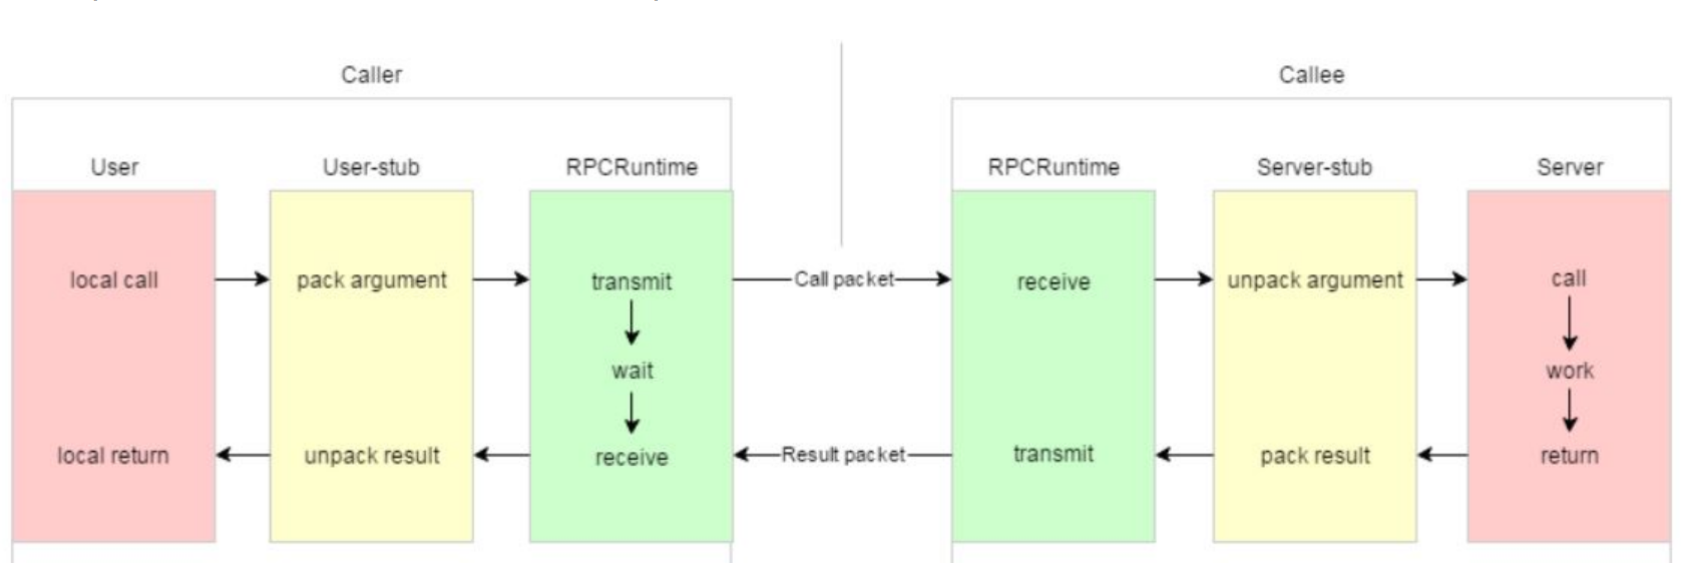 Caller
Callee
User
User-stub
RPCRuntime
RPCRuntime
Server-stub
Server
local call
pack argument
transmit
Call packet
receive
unpack argument
call
wait
work
local return
unpack result
receive
Result packet
transmit
pack result
return